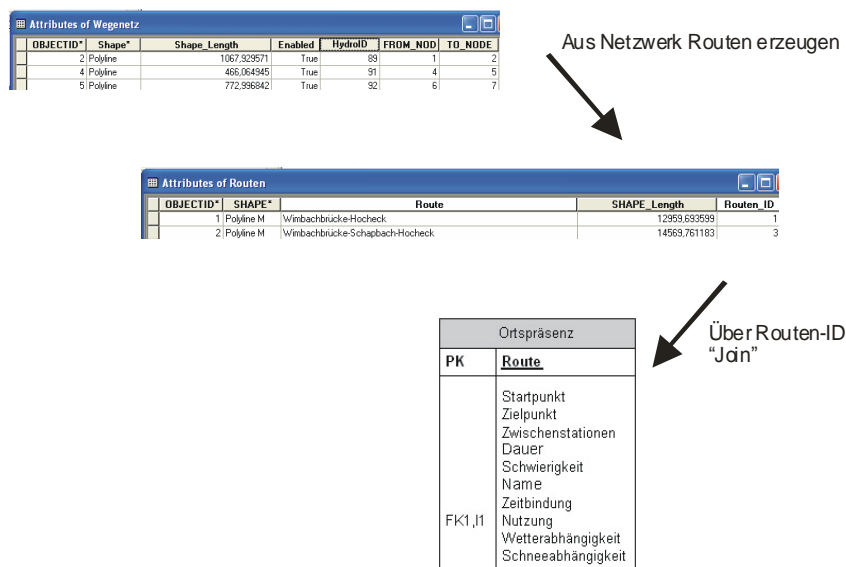 Attributes of Wegenetz
OBJECTID* Shape* Shape_Length Enabled HydroID FROM_NOD TO_NODE
2 Polyline 1067,929571 True 89 1 2
4 Polyline 466,064945 True 91 4 5
5 Polyline 772,996842 True 92 6 7
Aus Netzwerk Routen erzeugen
Attributes of Routen
OBJECTID* SHAPE* Route SHAPE_Length Routen_ID
1 Polyline M Wimbachbrücke-Hocheck 12959,693599 1
2 Polyline M Wimbachbrücke-Schapbach-Hocheck 14569,761183 3
Über Routen-ID
“Join”
Ortspräsenz
PK Route
Startpunkt
Zielpunkt
Zwischenstationen
Dauer
Schwierigkeit
Name
Zeitbindung
FK1,I1 Nutzung
Wetterabhängigkeit
Schneeabhängigkeit